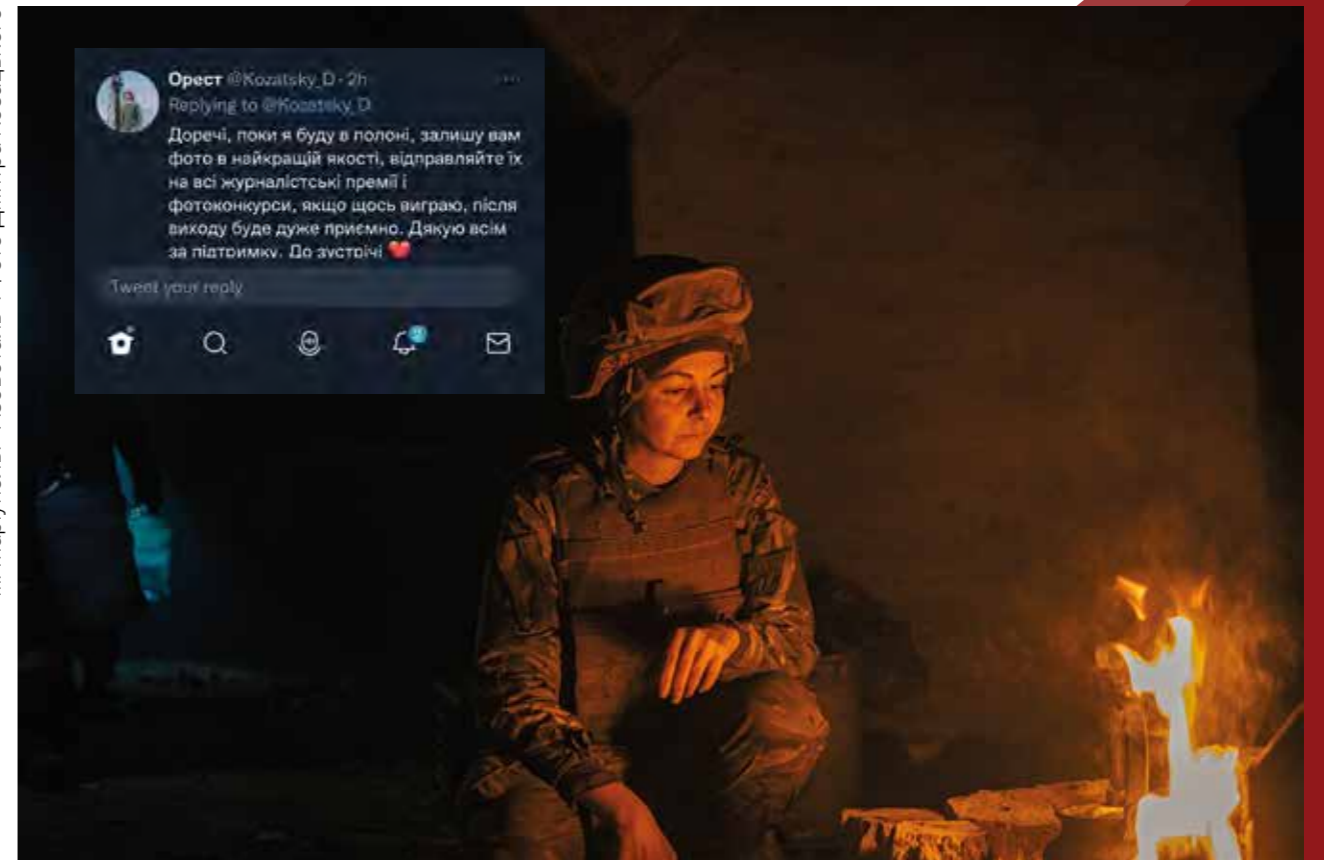 Орест @Kozatsky_D · 2h
Replying to @Kozatsky_D
Доречі, поки я буду в полоні, залишу вам
фото в найкращій якості, відправляйте їх
на всі журналістські премії і
фотоконкурси, якщо щось виграю, після
виходу буде дуже приємно. Дякую всім
за підтримку. До зустрічі ❤️
Tweet your reply